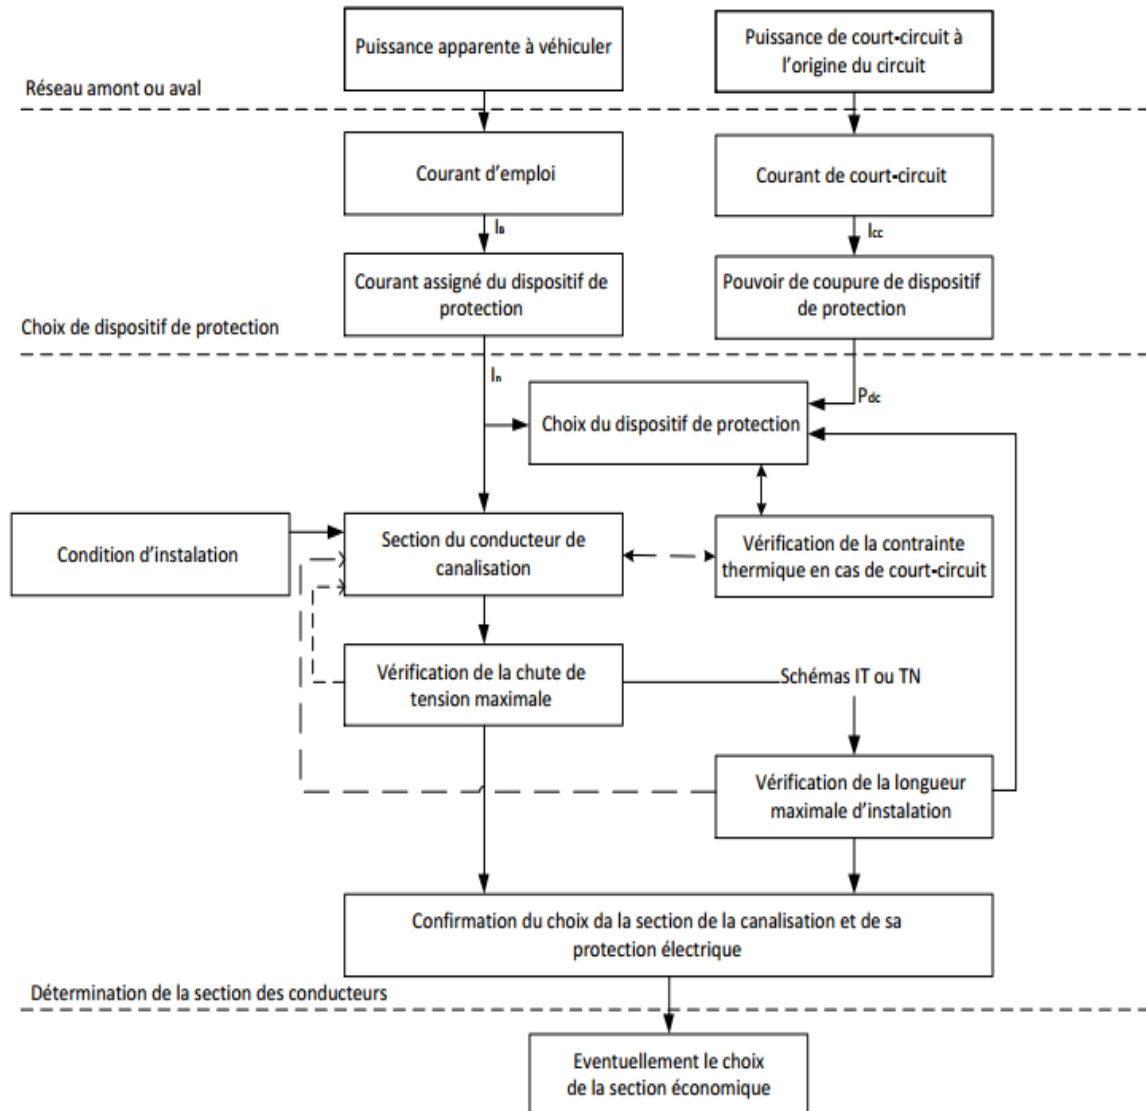 Puissance apparente à véhiculer
Puissance de court-circuit à
l'origine du circuit
Réseau amont ou aval
Courant d'emploi
Courant de court-circuit
IB
Icc
Courant assigné du dispositif de
protection
Pouvoir de coupure de dispositif
de protection
Choix de dispositif de protection
In
Pdc
Choix du dispositif de protection
Condition d'instalation
Section du conducteur de
canalisation
Vérification de la contrainte
thermique en cas de court-circuit
Vérification de la chute de
tension maximale
Schémas IT ou TN
Vérification de la longueur
maximale d'instalation
Confirmation du choix da la section de la canalisation et de sa
protection électrique
Détermination de la section des conducteurs
Eventuellement le choix
de la section économique